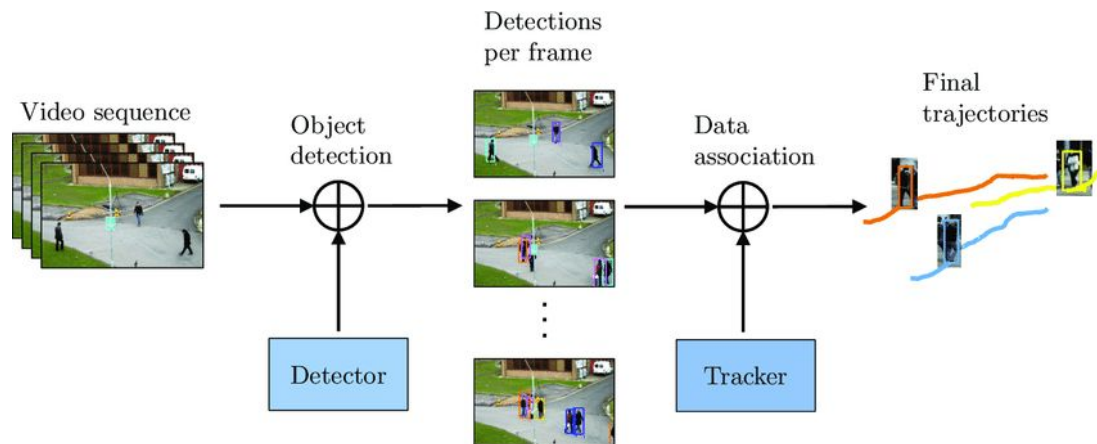 Video sequence
Object
detection
Detector
Detections
per frame
Data
association
Tracker
Final
trajectories